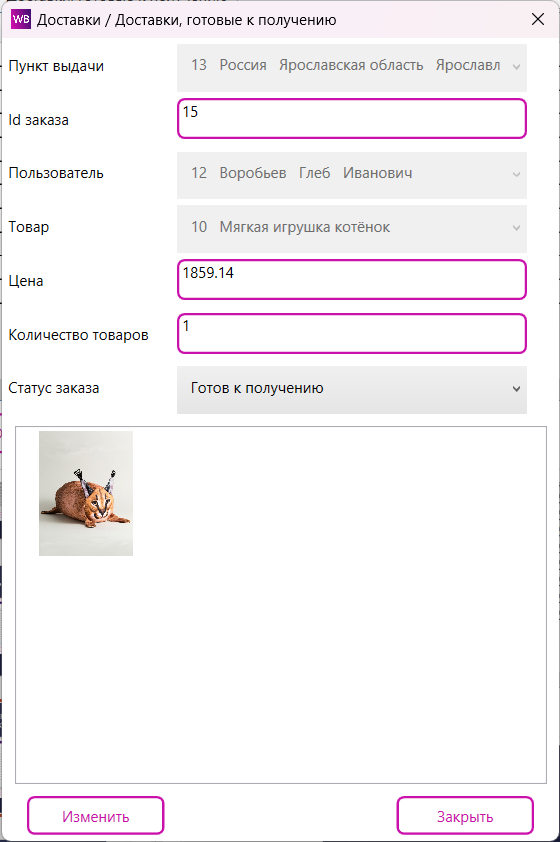 WB Доставки / Доставки, готовые к получению
Пункт выдачи 13 Россия Ярославская область Ярославл
Id заказа 15
Пользователь 12 Воробьев Глеб Иванович
Товар 10 Мягкая игрушка котёнок
Цена 1859.14
Количество товаров 1
Статус заказа Готов к получению
Изменить Закрыть